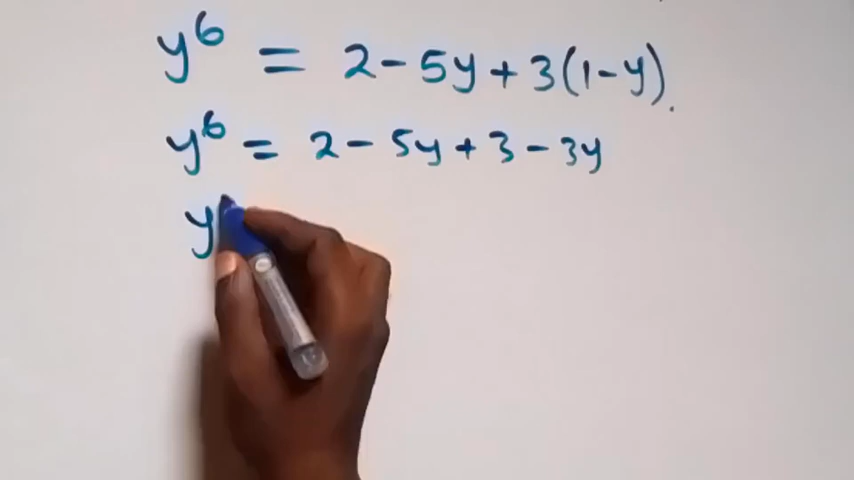 y⁶ = 2 - 5y + 3(1 - y).
y⁶ = 2 - 5y + 3 - 3y
y